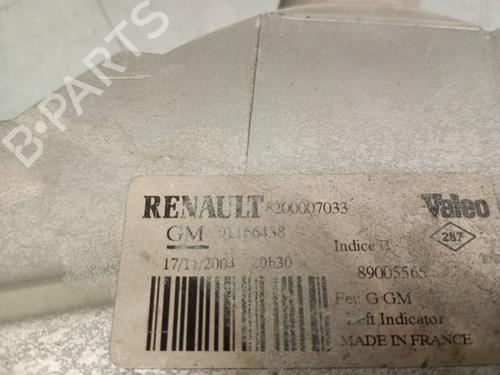 B-PARTS
RENAULT 8200007033 Valeo
GM 91166438 Indice B 287
17/11/2004 20h30 89005565
Feu G GM
Left Indicator
MADE IN FRANCE